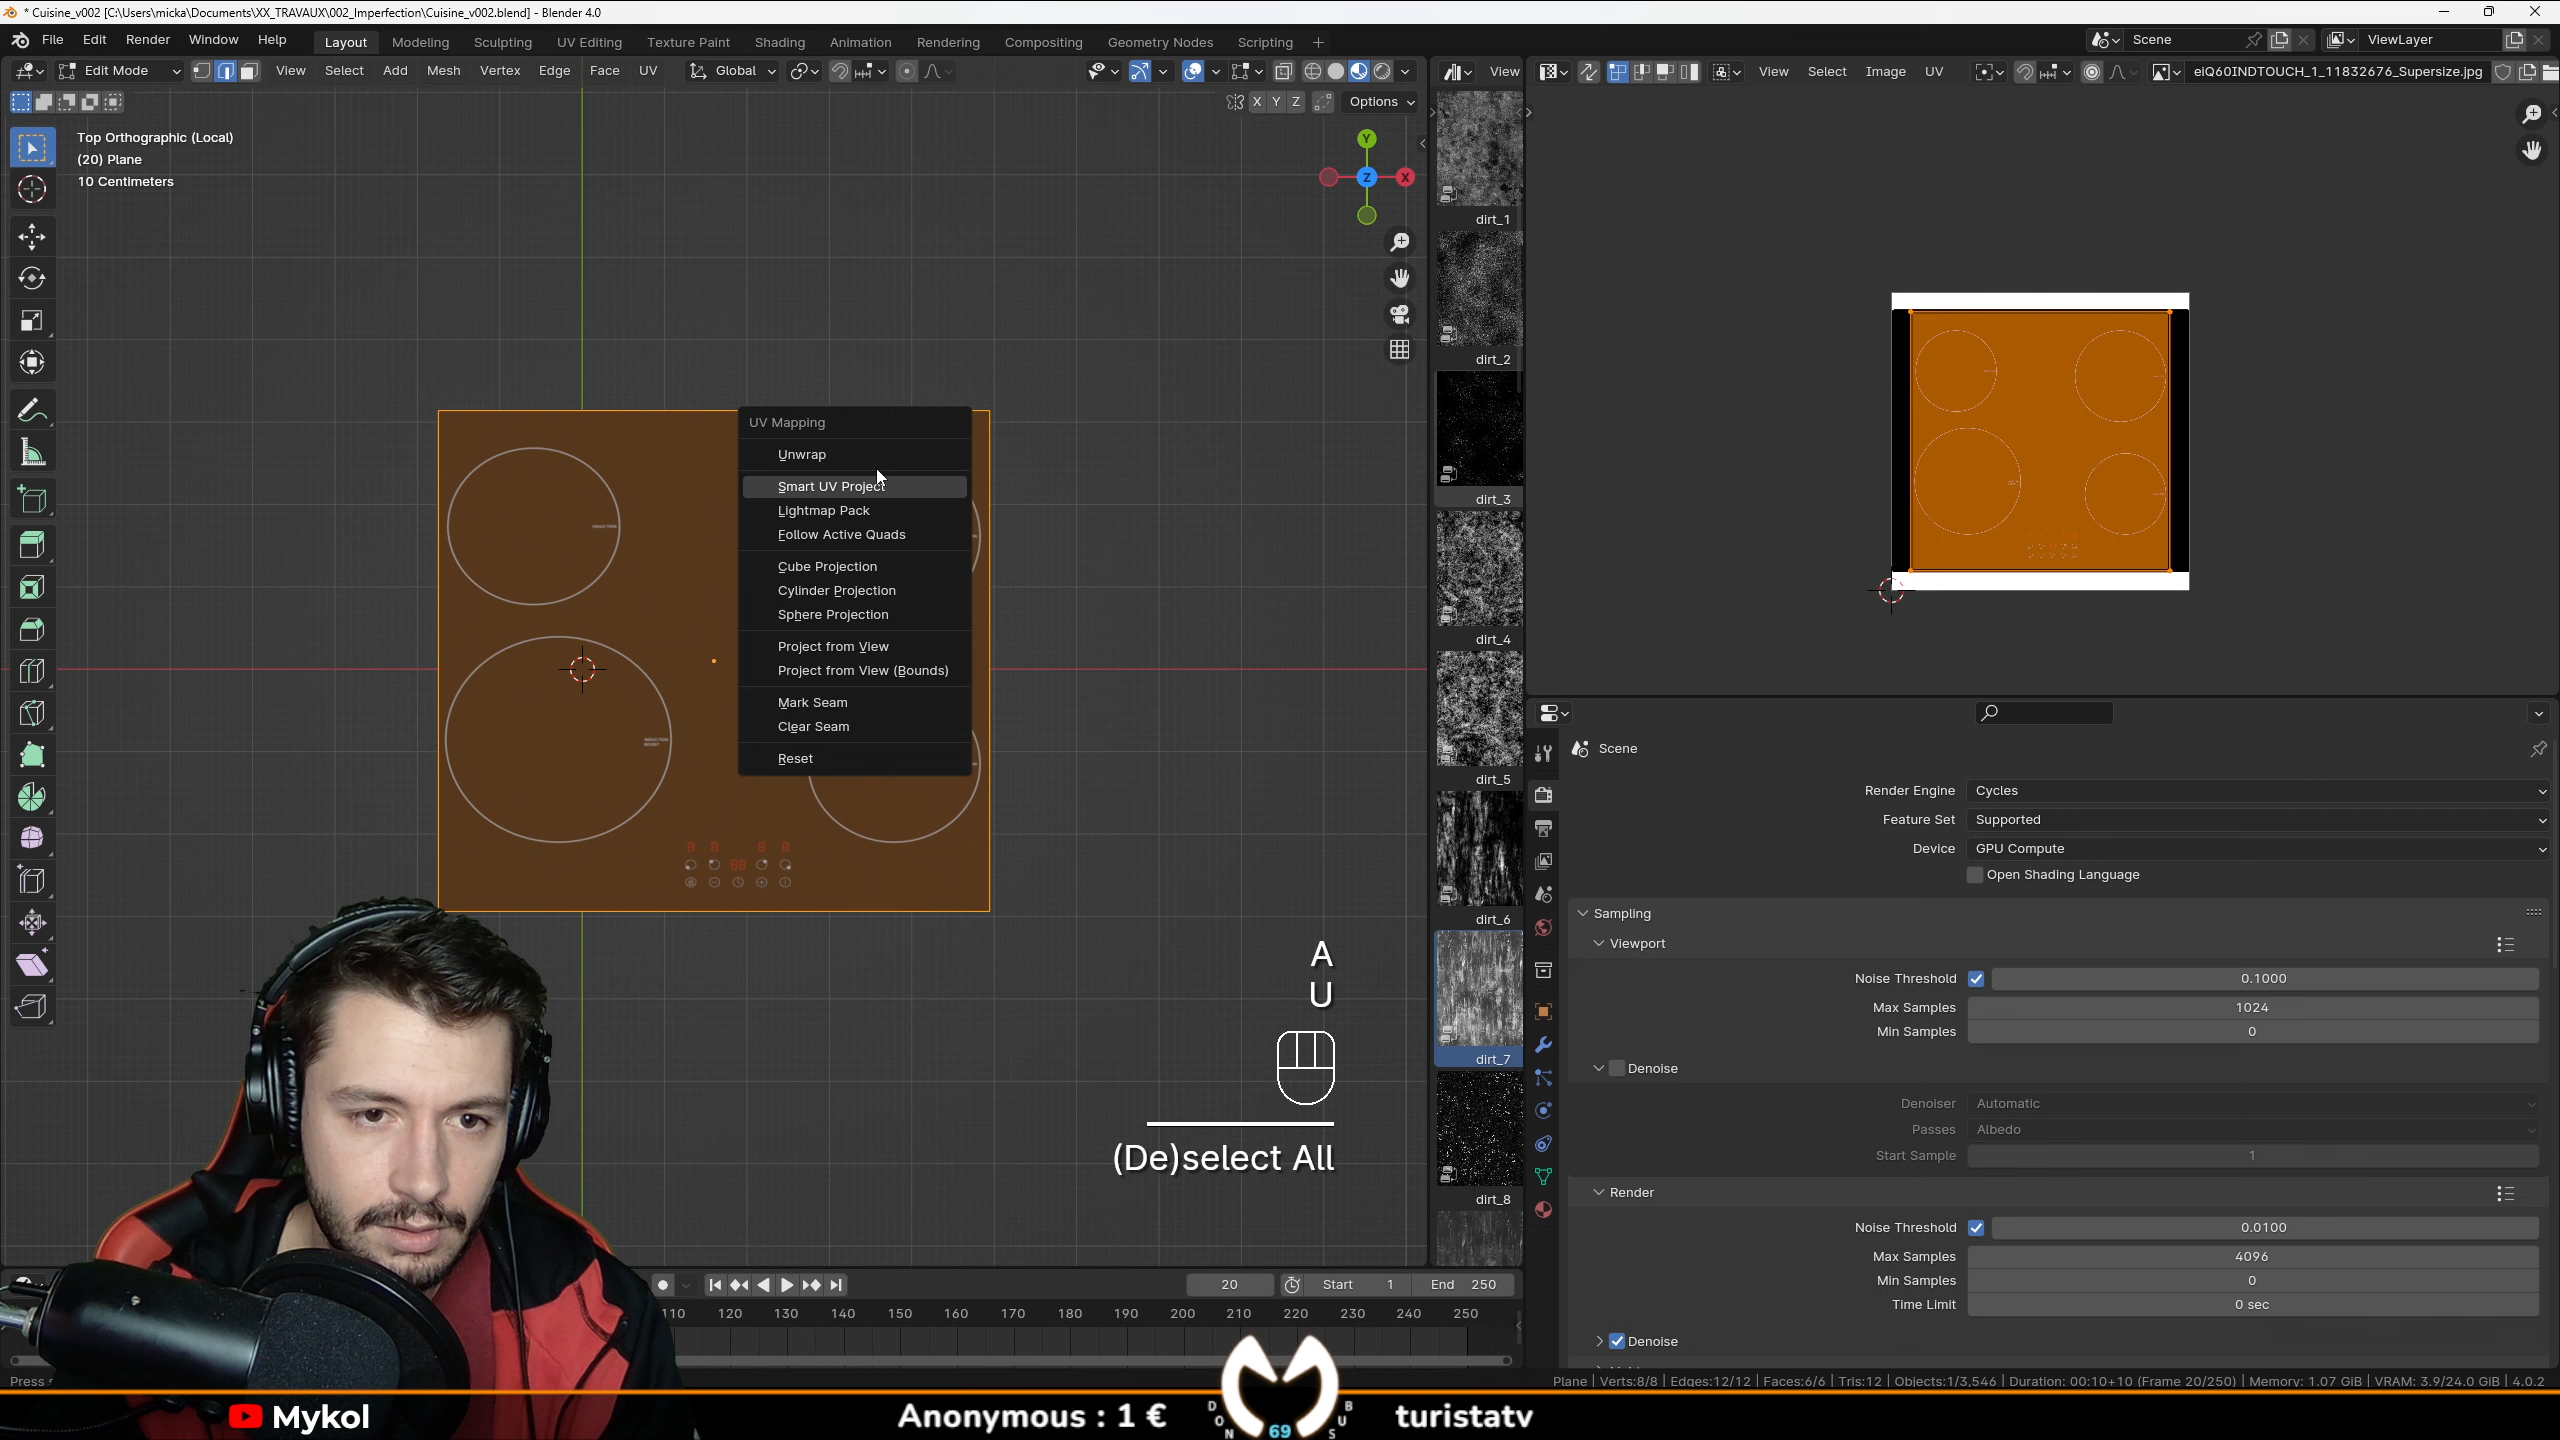 * Cuisine_v002 [C:\Users\micka\Documents\XX_TRAVAUX\002_Imperfection\Cuisine_v002.blend] - Blender 4.0
File Edit Render Window Help Layout Modeling Sculpting UV Editing Texture Paint Shading Animation Rendering Compositing Geometry Nodes Scripting + Scene ViewLayer
Edit Mode View Select Add Mesh Vertex Edge Face UV Global View View Select Image UV eiQ60INDTOUCH_1_11832676_Supersize.jpg
X Y Z Options
Top Orthographic (Local)
(20) Plane
10 Centimeters
Y
Z X
UV Mapping
Unwrap
Smart UV Project
Lightmap Pack
Follow Active Quads
Cube Projection
Cylinder Projection
Sphere Projection
Project from View
Project from View (Bounds)
Mark Seam
Clear Seam
Reset
A
U
(De)select All
dirt_1
dirt_2
dirt_3
dirt_4
dirt_5
dirt_6
dirt_7
dirt_8
Scene
Render Engine Cycles
Feature Set Supported
Device GPU Compute
Open Shading Language
Sampling
Viewport
Noise Threshold 0.1000
Max Samples 1024
Min Samples 0
Denoise
Denoiser Automatic
Passes Albedo
Start Sample 1
Render
Noise Threshold 0.0100
Max Samples 4096
Min Samples 0
Time Limit 0 sec
Denoise
20 Start 1 End 250
110 120 130 140 150 160 170 180 190 200 210 220 230 240 250
Press
Plane | Verts:8/8 | Edges:12/12 | Faces:6/6 | Tris:12 | Objects:1/3,546 | Duration: 00:10+10 (Frame 20/250) | Memory: 1.07 GiB | VRAM: 3.9/24.0 GiB | 4.0.2
Mykol
Anonymous : 1 €
DON
69
SUB
turistatv